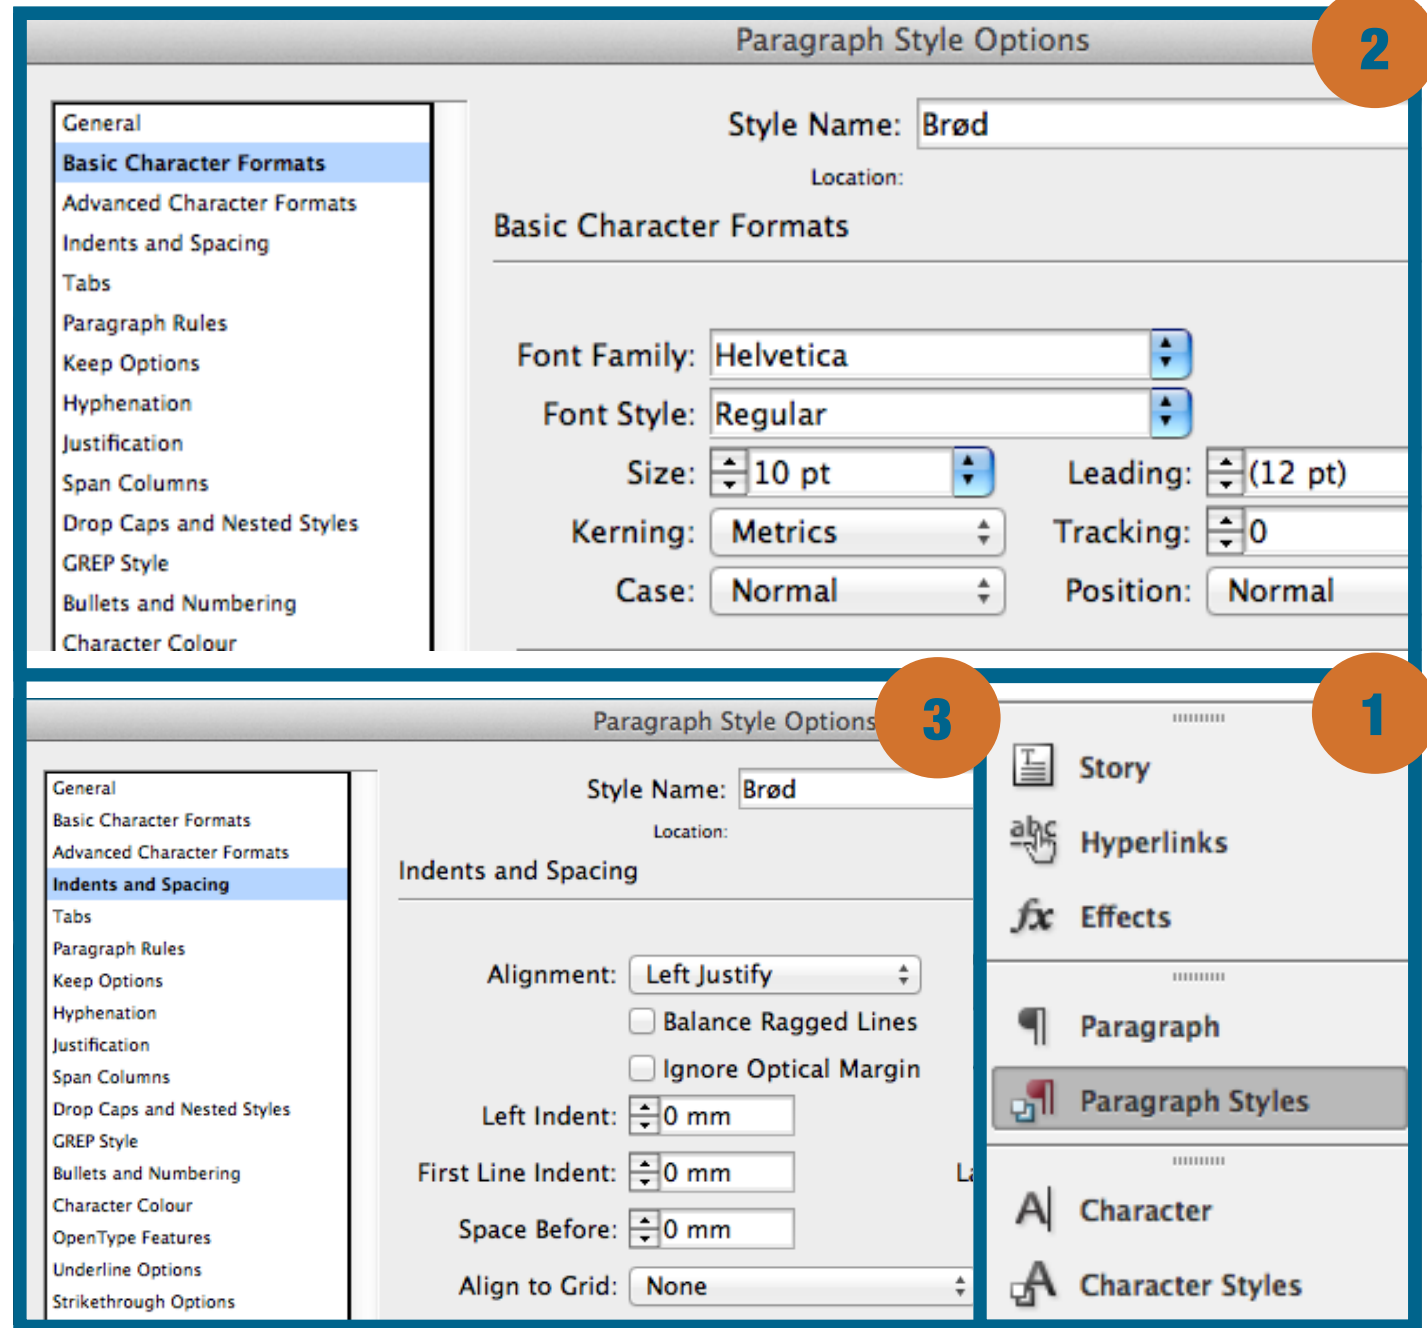 Paragraph Style Options
2
General
Basic Character Formats
Advanced Character Formats
Indents and Spacing
Tabs
Paragraph Rules
Keep Options
Hyphenation
Justification
Span Columns
Drop Caps and Nested Styles
GREP Style
Bullets and Numbering
Character Colour
Style Name: Brød
Location:
Basic Character Formats
Font Family: Helvetica
Font Style: Regular
Size: 10 pt Leading: (12 pt)
Kerning: Metrics Tracking: 0
Case: Normal Position: Normal
Paragraph Style Options
3
General
Basic Character Formats
Advanced Character Formats
Indents and Spacing
Tabs
Paragraph Rules
Keep Options
Hyphenation
Justification
Span Columns
Drop Caps and Nested Styles
GREP Style
Bullets and Numbering
Character Colour
OpenType Features
Underline Options
Strikethrough Options
Style Name: Brød
Location:
Indents and Spacing
Alignment: Left Justify
Balance Ragged Lines
Ignore Optical Margin
Left Indent: 0 mm
First Line Indent: 0 mm
Space Before: 0 mm
Align to Grid: None
1
Story
Hyperlinks
fx Effects
Paragraph
Paragraph Styles
Character
Character Styles